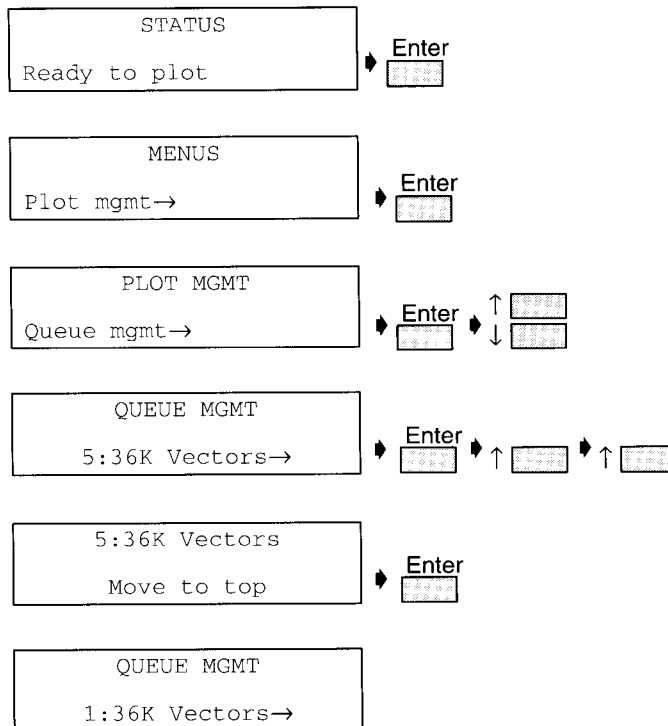 STATUS
Ready to plot
Enter
MENUS
Plot mgmt→
Enter
PLOT MGMT
Queue mgmt→
Enter
↑
↓
QUEUE MGMT
5:36K Vectors→
Enter
↑
↑
5:36K Vectors
Move to top
Enter
QUEUE MGMT
1:36K Vectors→